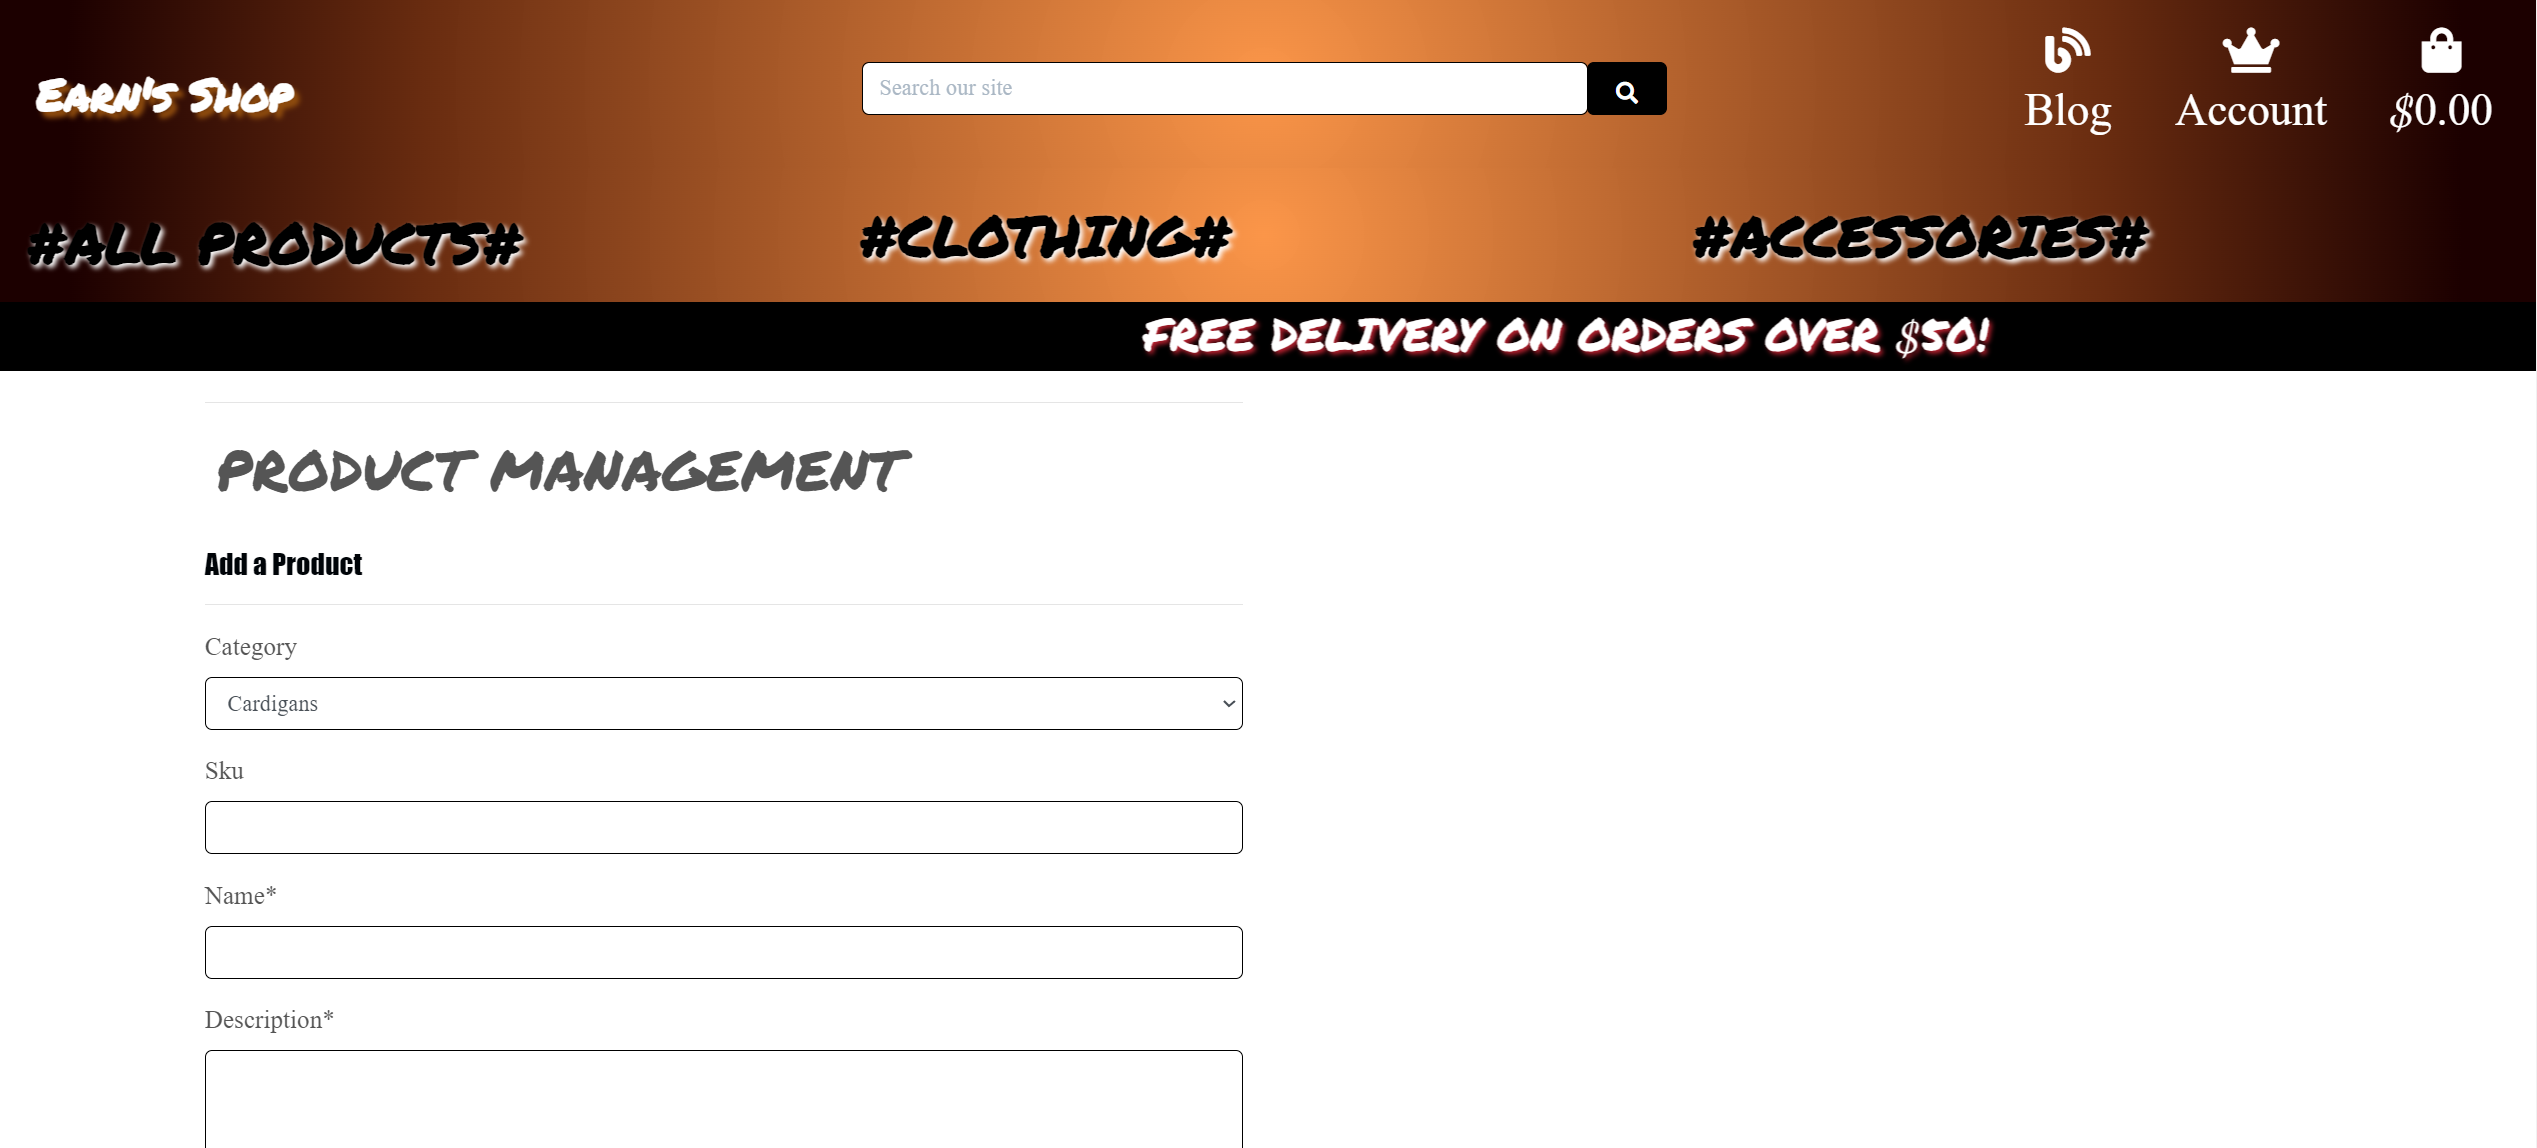 Earn's Shop
Search our site
Blog
Account
$0.00
#ALL PRODUCTS#
#CLOTHING#
#ACCESSORIES#
FREE DELIVERY ON ORDERS OVER $50!
PRODUCT MANAGEMENT
Add a Product
Category
Cardigans
Sku
Name*
Description*